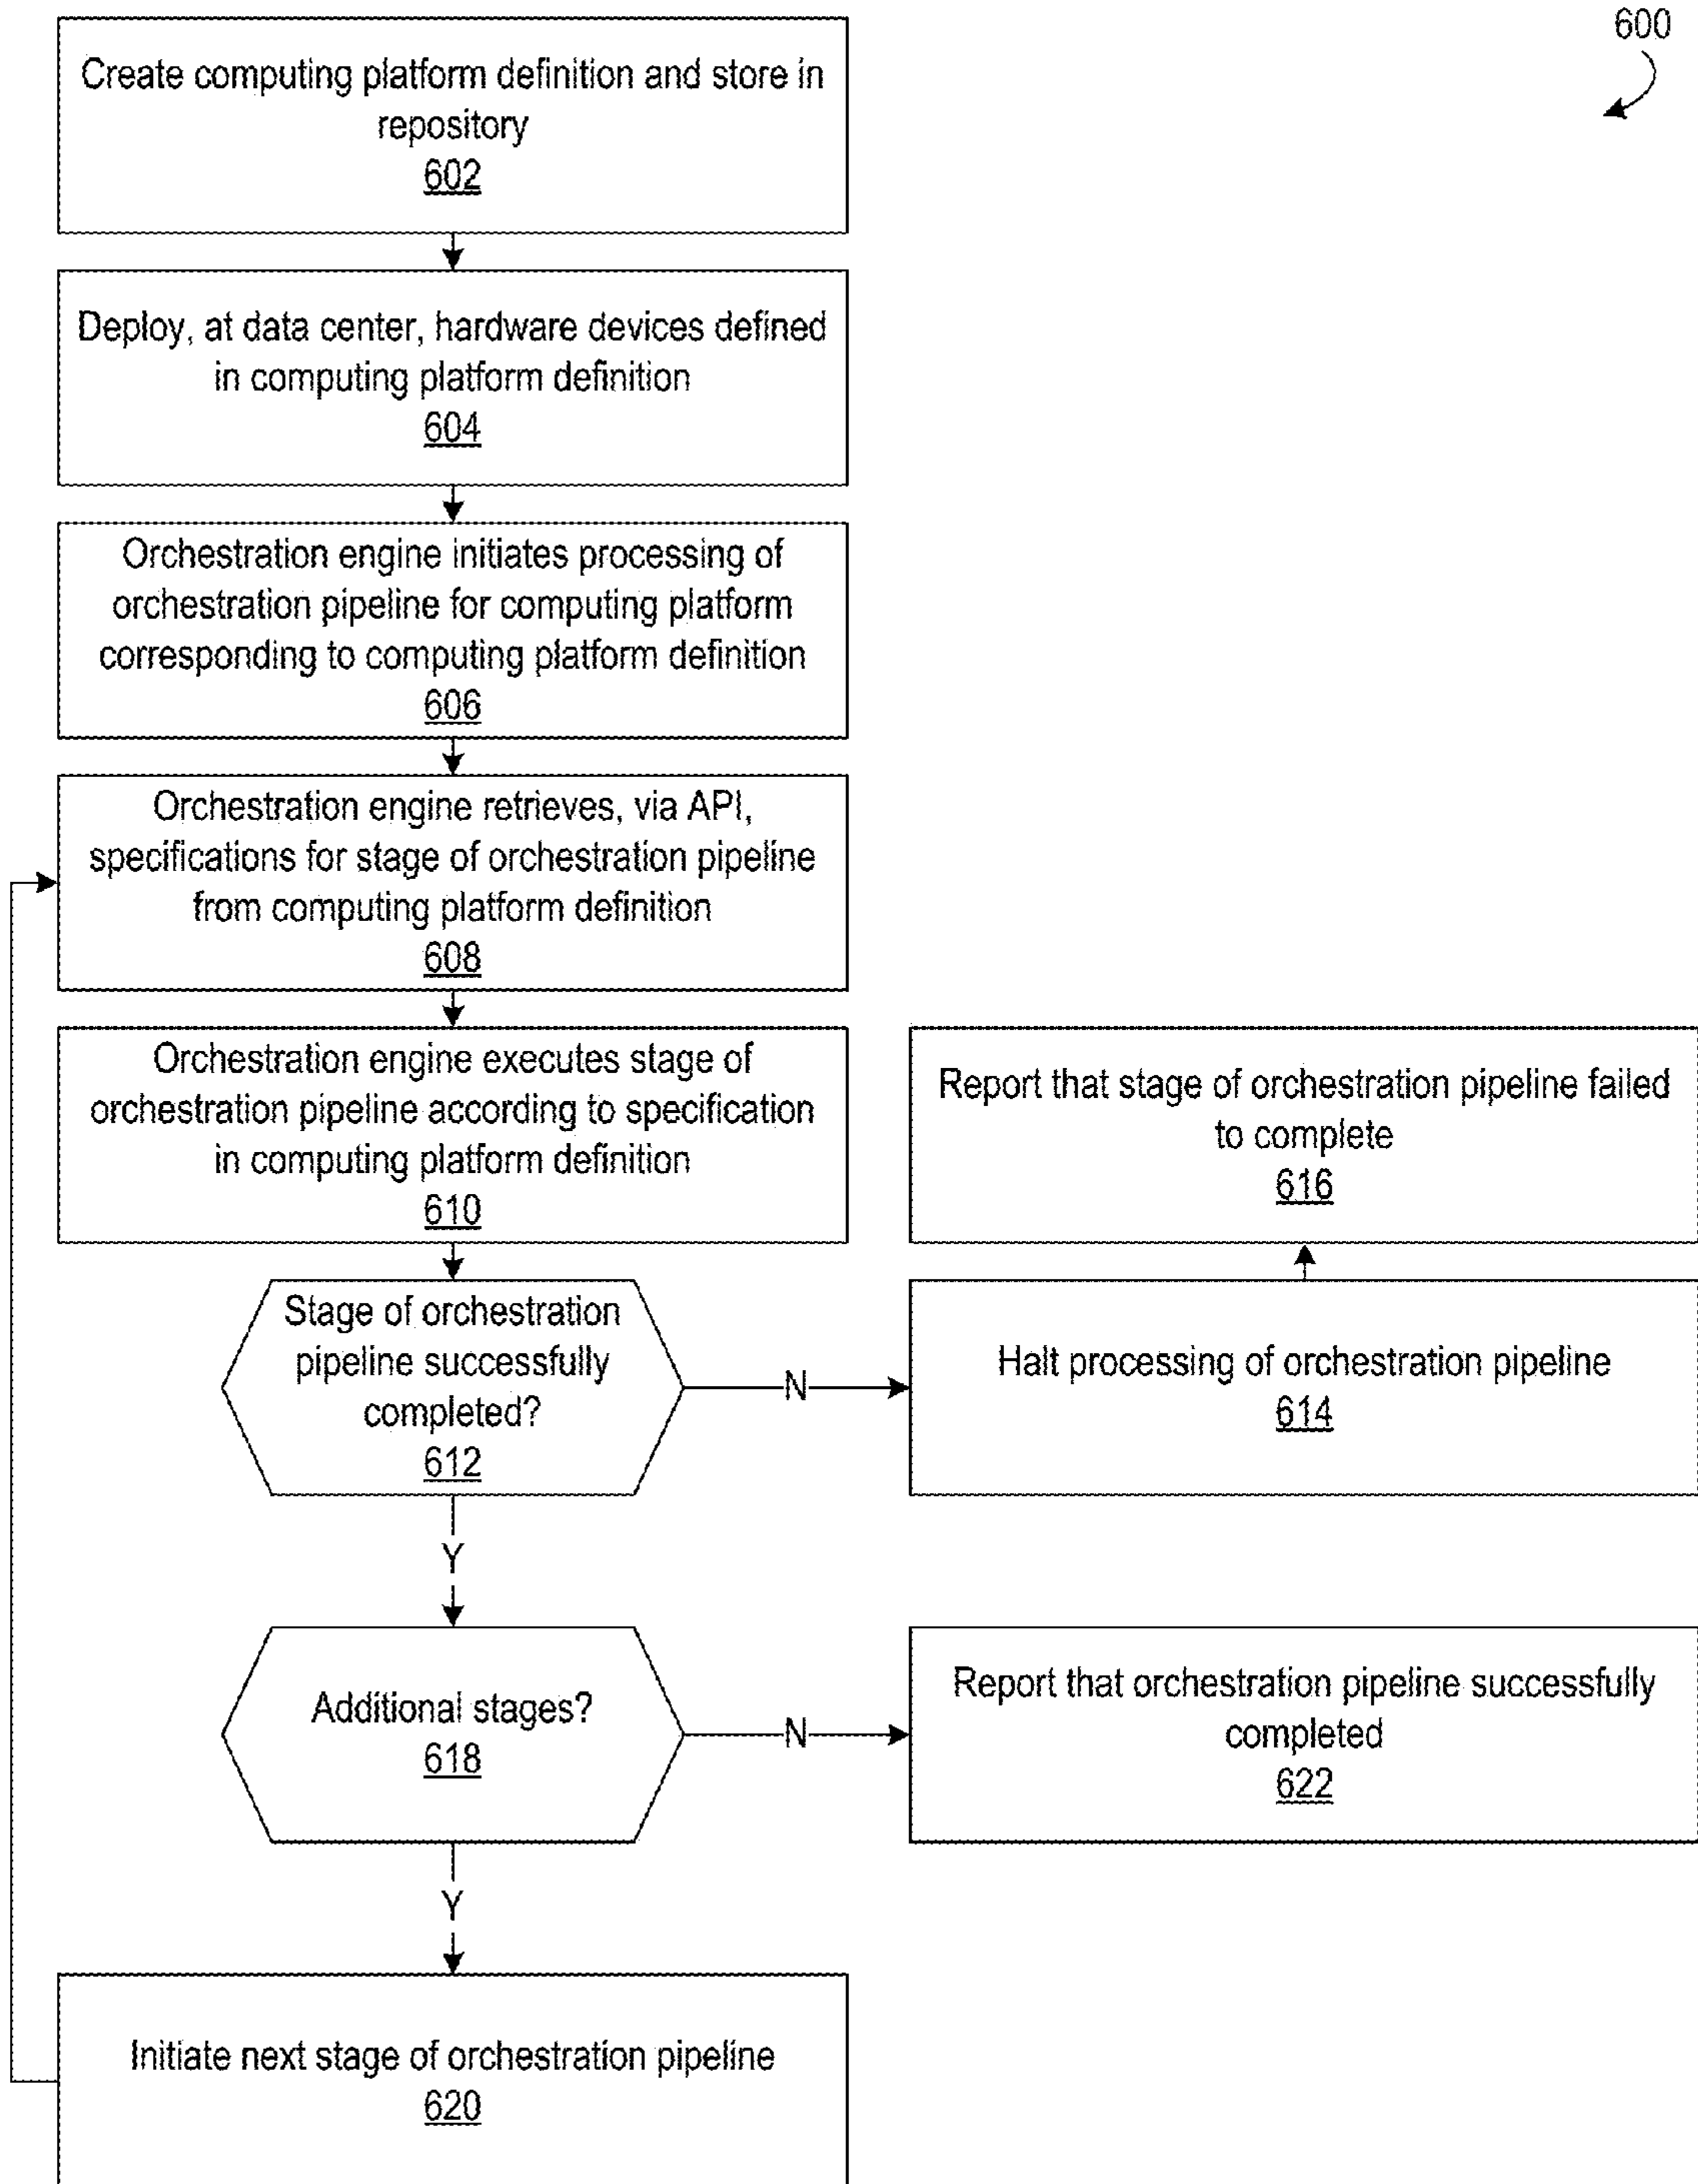 600
Create computing platform definition and store in
repository
602
Deploy, at data center, hardware devices defined
in computing platform definition
604
Orchestration engine initiates processing of
orchestration pipeline for computing platform
corresponding to computing platform definition
606
Orchestration engine retrieves, via API,
specifications for stage of orchestration pipeline
from computing platform definition
608
Orchestration engine executes stage of
orchestration pipeline according to specification
in computing platform definition
610
Report that stage of orchestration pipeline failed
to complete
616
Stage of orchestration
pipeline successfully
completed?
612
N
Halt processing of orchestration pipeline
614
Y
Additional stages?
618
N
Report that orchestration pipeline successfully
completed
622
Y
Initiate next stage of orchestration pipeline
620